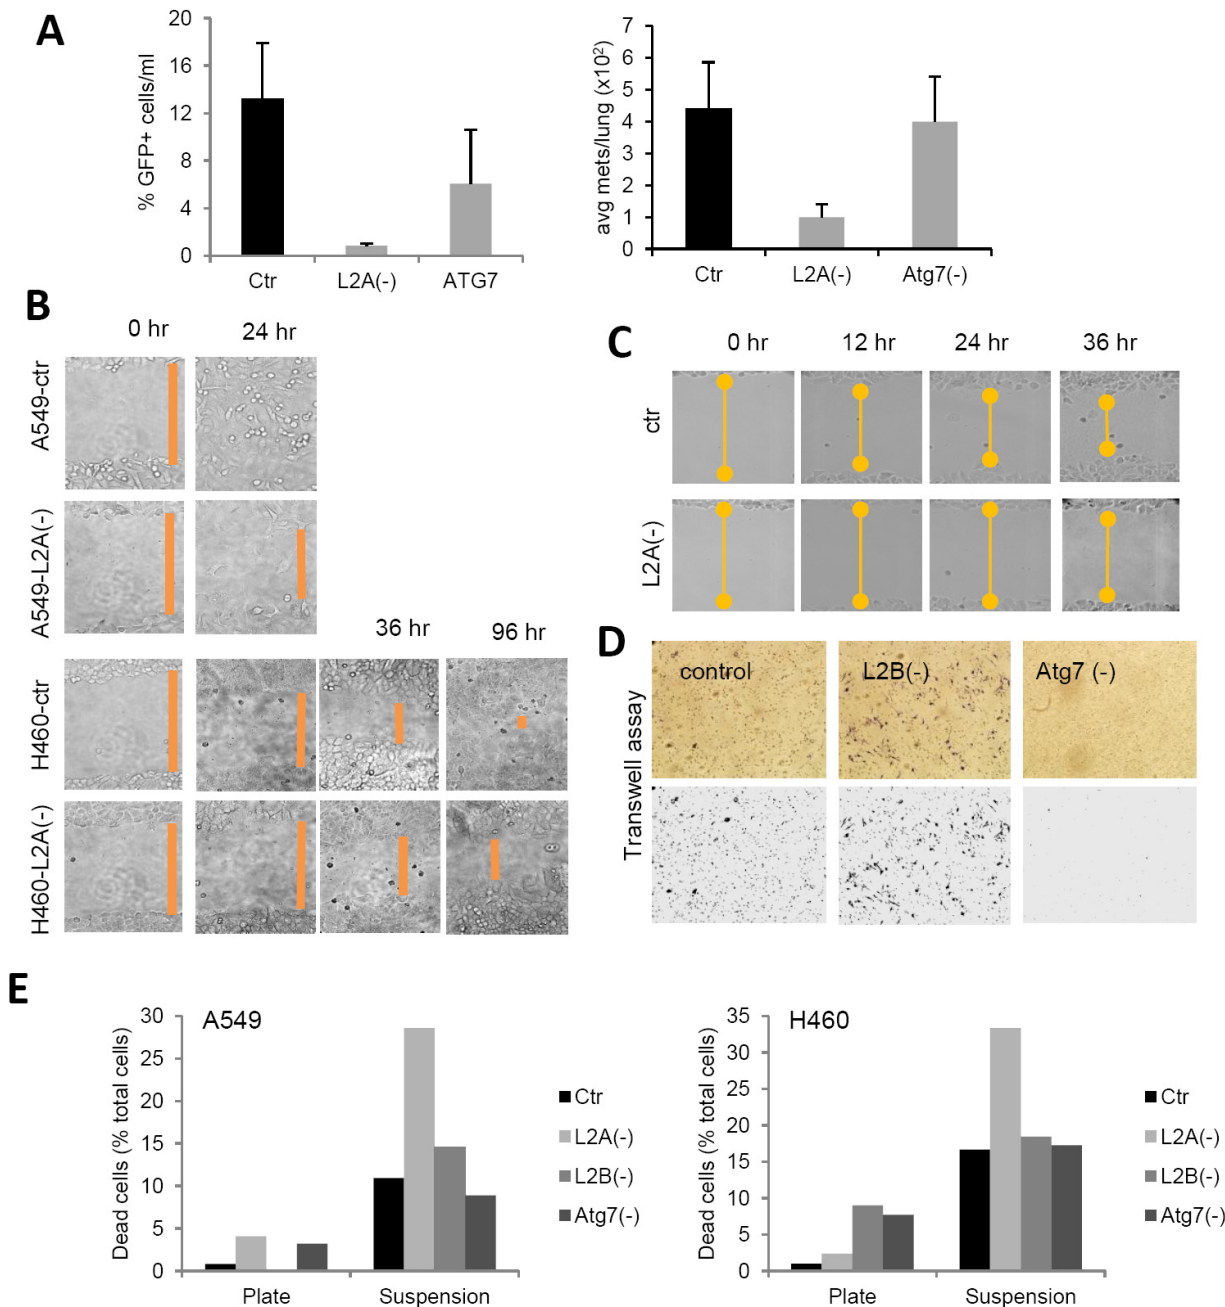 A
20
16
12
8
4
0
% GFP+ cells/ml
Ctr L2A(-) ATG7
7
6
5
4
3
2
1
0
avg mets/lung (x10²)
Ctr L2A(-) Atg7(-)
B
0 hr 24 hr
A549-ctr
A549-L2A(-)
36 hr 96 hr
H460-ctr
H460-L2A(-)
C
0 hr 12 hr 24 hr 36 hr
ctr
L2A(-)
D
control L2B(-) Atg7 (-)
Transwell assay
E
A549
30
25
20
15
10
5
0
Dead cells (% total cells)
Plate Suspension
Ctr
L2A(-)
L2B(-)
Atg7(-)
H460
35
30
25
20
15
10
5
0
Dead cells (% total cells)
Plate Suspension
Ctr
L2A(-)
L2B(-)
Atg7(-)